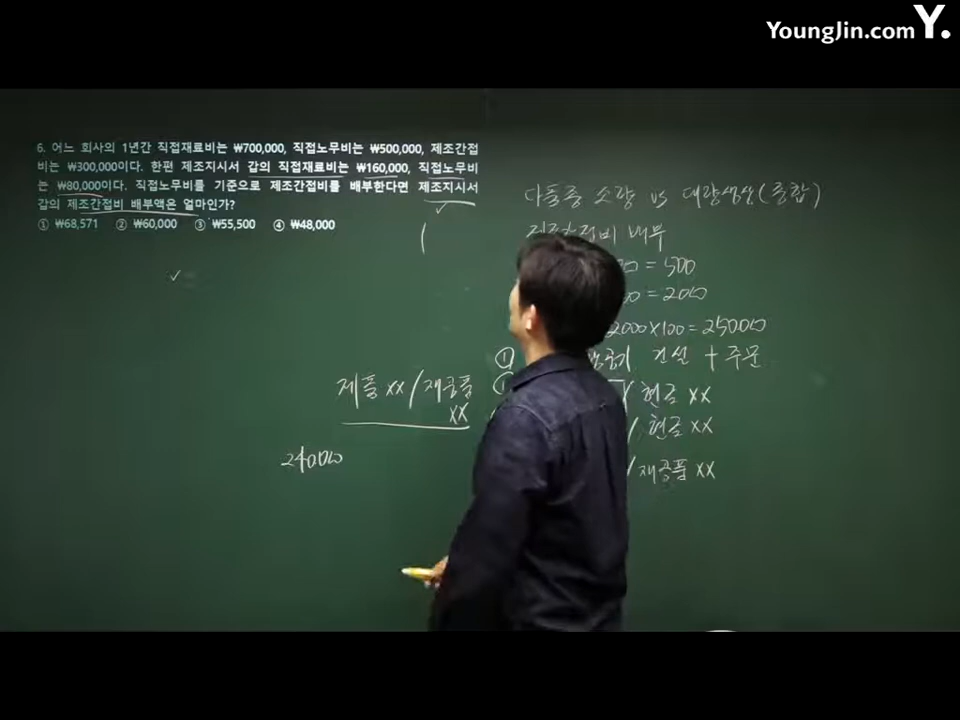 YoungJin.com Y.
6. 어느 회사의 1년간 직접재료비는 ₩700,000, 직접노무비는 ₩500,000, 제조간접
비는 ₩300,000이다. 한편 제조지시서 갑의 직접재료비는 ₩160,000, 직접노무비
는 ₩80,000이다. 직접노무비를 기준으로 제조간접비를 배부한다면 제조지시서
갑의 제조간접비 배부액은 얼마인가?
① ₩68,571 ② ₩60,000 ③ ₩55,500 ④ ₩48,000
다품종 소량 vs 대량생산(종합)
배부
= 500
= 200
2000×100 = 25000
① 건설 + 주문
제품 xx / 재공품
xx
/ 현금 xx
/ 현금 xx
/ 재공품 xx